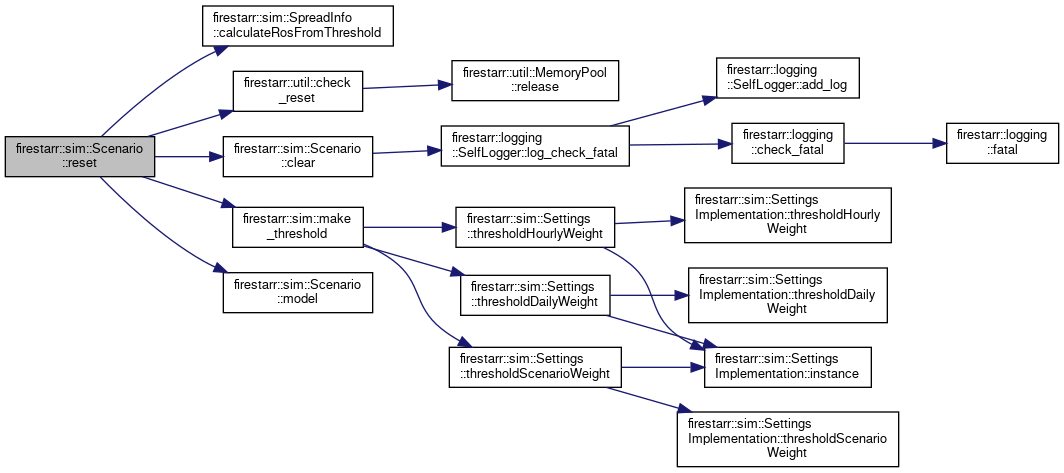 firestarr::sim::SpreadInfo
::calculateRosFromThreshold
firestarr::util::check
_reset
firestarr::util::MemoryPool
::release
firestarr::logging
::SelfLogger::add_log
firestarr::sim::Scenario
::reset
firestarr::sim::Scenario
::clear
firestarr::logging
::SelfLogger::log_check_fatal
firestarr::logging
::check_fatal
firestarr::logging
::fatal
firestarr::sim::make
_threshold
firestarr::sim::Settings
::thresholdHourlyWeight
firestarr::sim::Settings
Implementation::thresholdHourly
Weight
firestarr::sim::Scenario
::model
firestarr::sim::Settings
::thresholdDailyWeight
firestarr::sim::Settings
Implementation::thresholdDaily
Weight
firestarr::sim::Settings
::thresholdScenarioWeight
firestarr::sim::Settings
Implementation::instance
firestarr::sim::Settings
Implementation::thresholdScenario
Weight